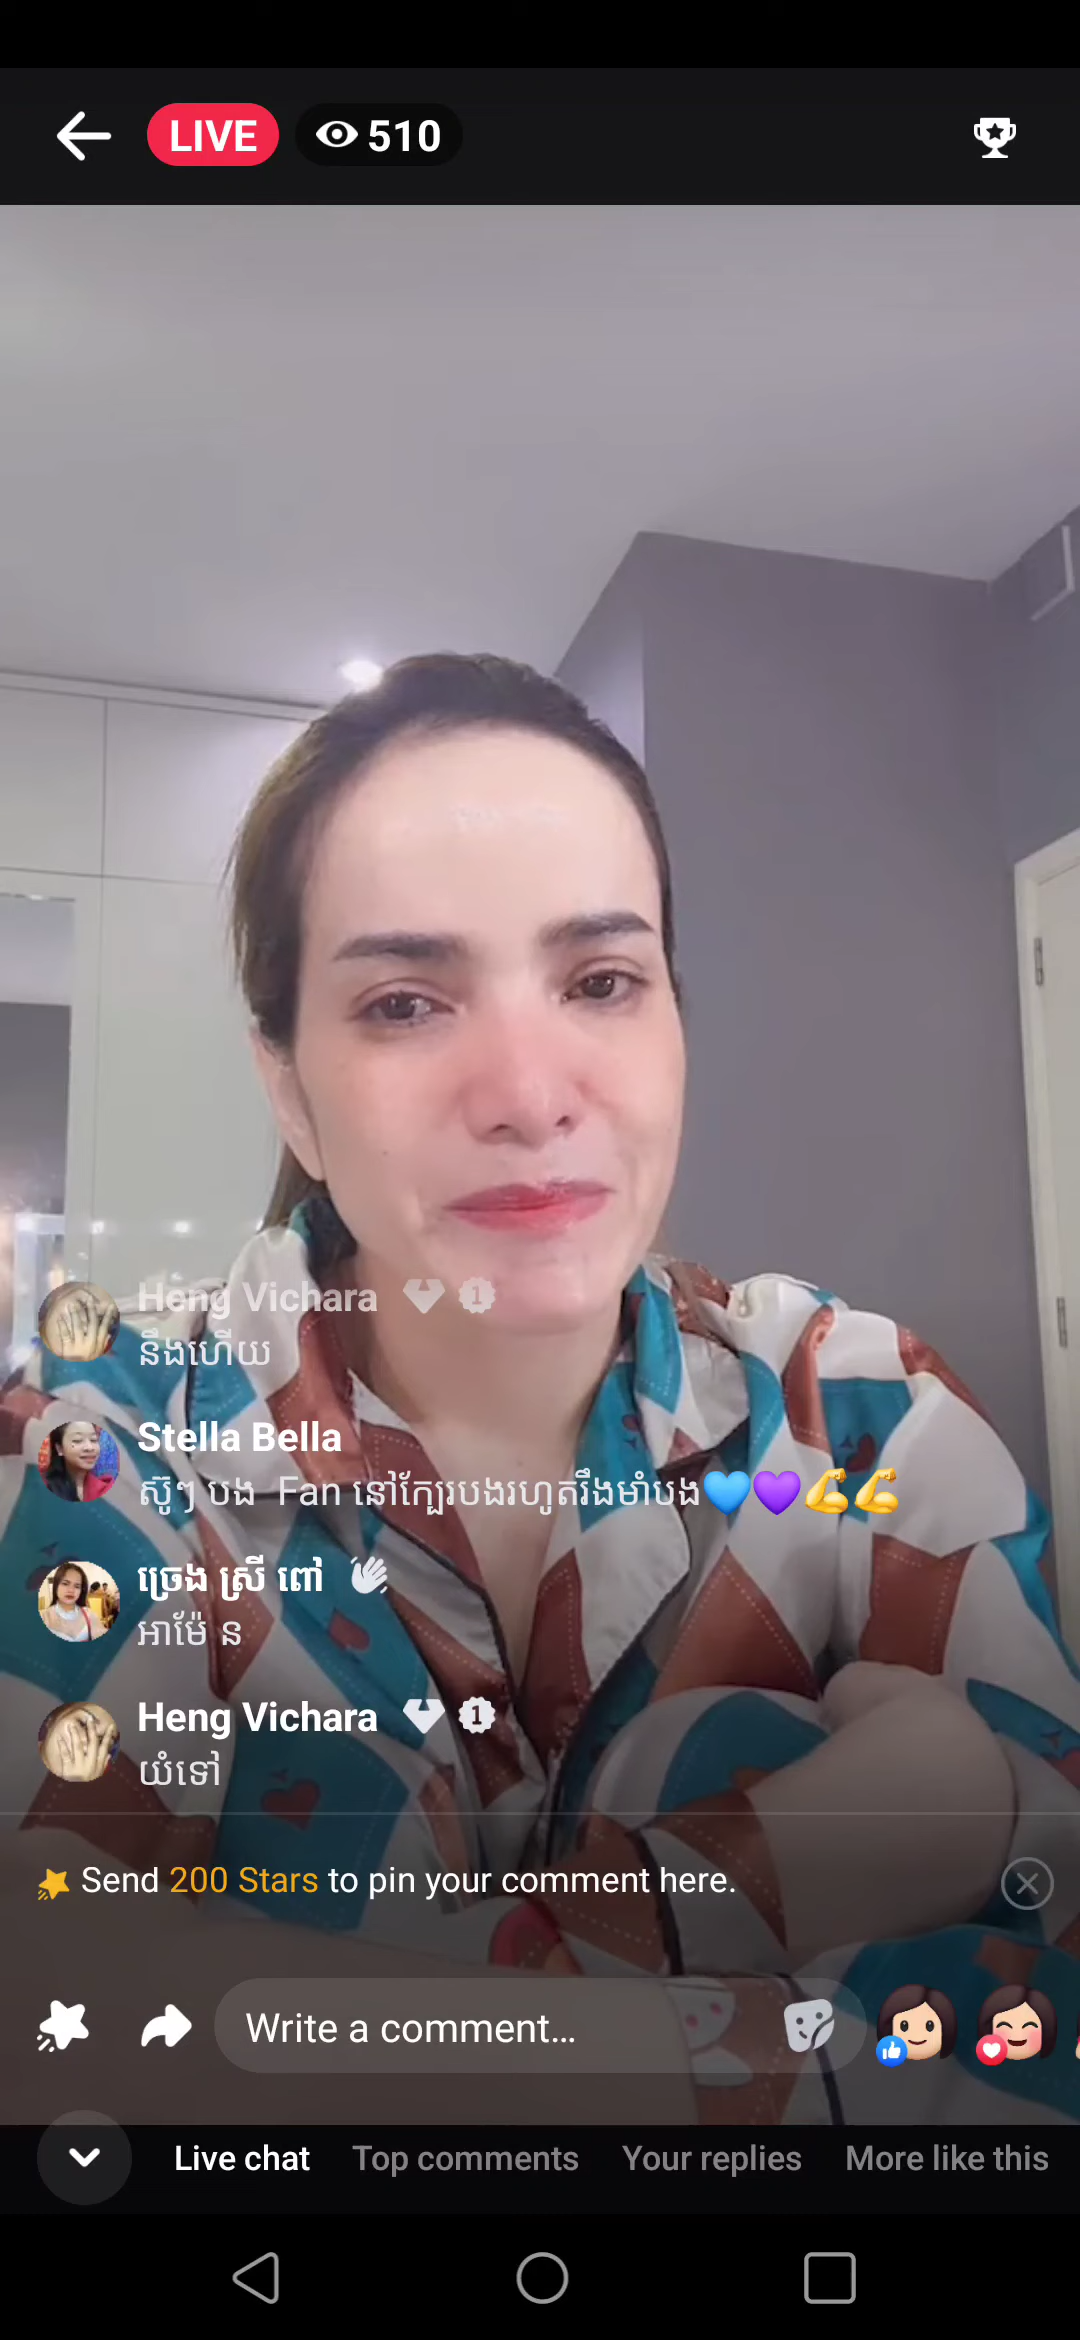 LIVE 510
Heng Vichara 1
នឹងហើយ
Stella Bella
ស៊ូៗ បង Fan នៅក្បែរបងរហូតរឹងមាំបង💙💜💪💪
ច្រេង ស្រី ពៅ
អាម៉ែ ន
Heng Vichara 1
យំទៅ
Send 200 Stars to pin your comment here.
Write a comment...
Live chat Top comments Your replies More like this